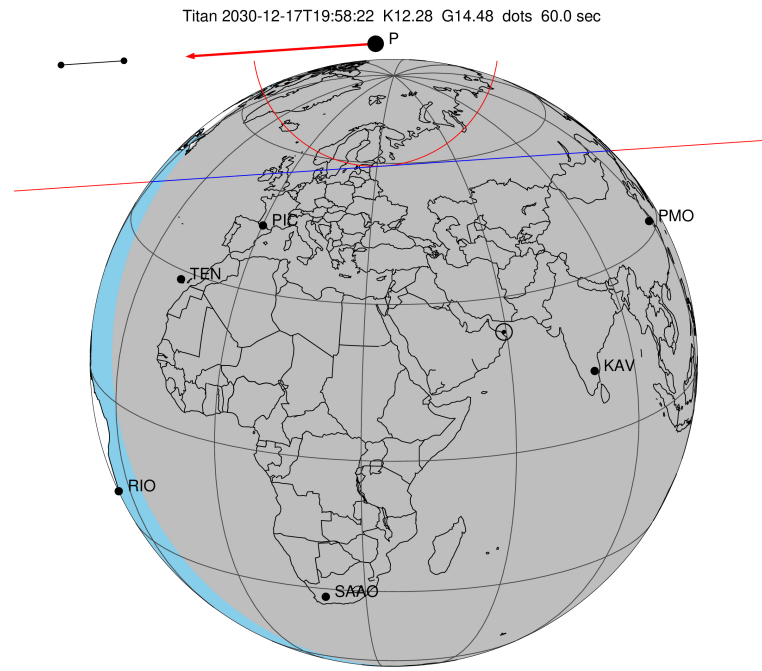 Titan 2030-12-17T19:58:22 K12.28 G14.48 dots 60.0 sec
P
PIC
PMO
TEN
KAV
RIO
SAAO